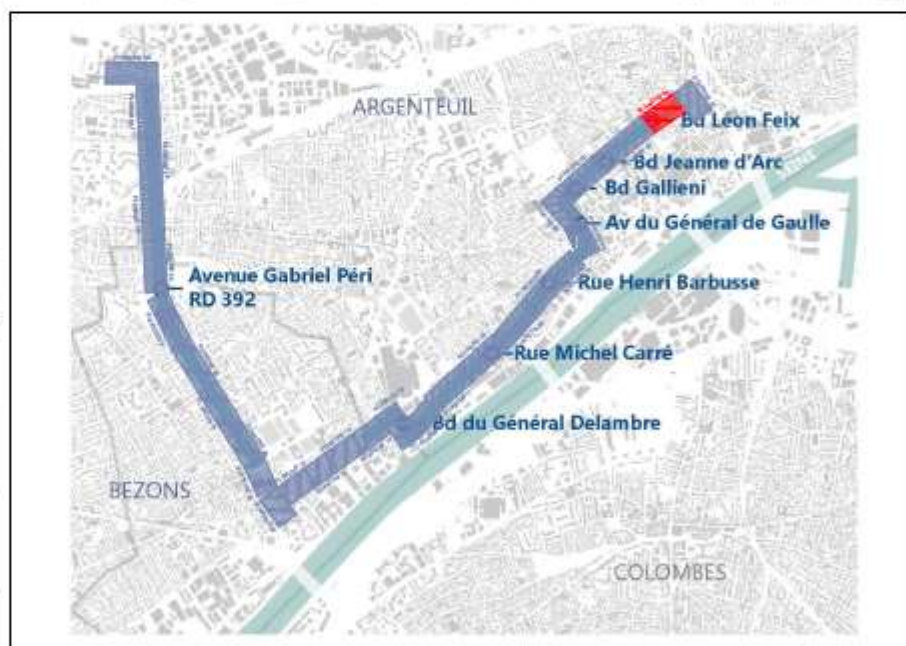 ARGENTEUIL
Bd Léon Feix
Bd Jeanne d'Arc
Bd Gallieni
Av du Général de Gaulle
Avenue Gabriel Péri
RD 392
Rue Henri Barbusse
Rue Michel Carré
Bd du Général Delambre
BEZONS
COLOMBES